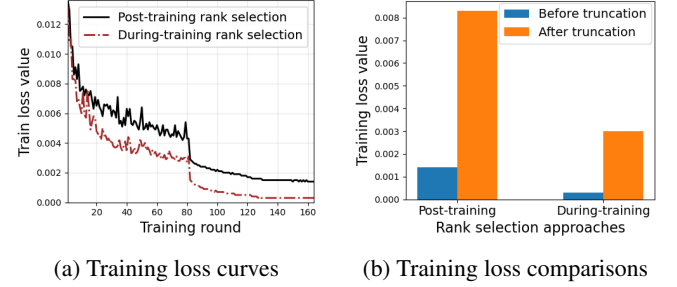 Post-training rank selection
During-training rank selection
Train loss value
0.012
0.010
0.008
0.006
0.004
0.002
0.000
20 40 60 80 100 120 140 160
Training round
(a) Training loss curves
Before truncation
After truncation
Training loss value
0.008
0.007
0.006
0.005
0.004
0.003
0.002
0.001
0.000
Post-training During-training
Rank selection approaches
(b) Training loss comparisons